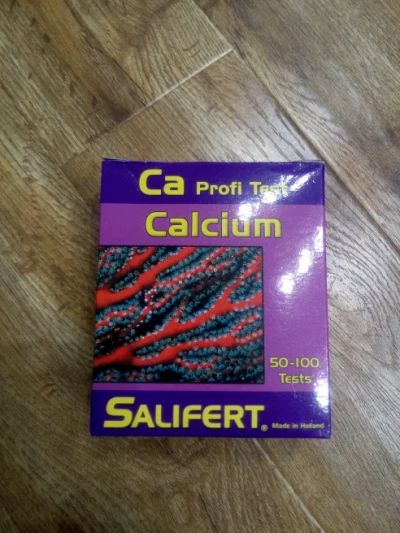 Ca Profi Test
Calcium
50-100
Tests
SALIFERT®
Made in Holland